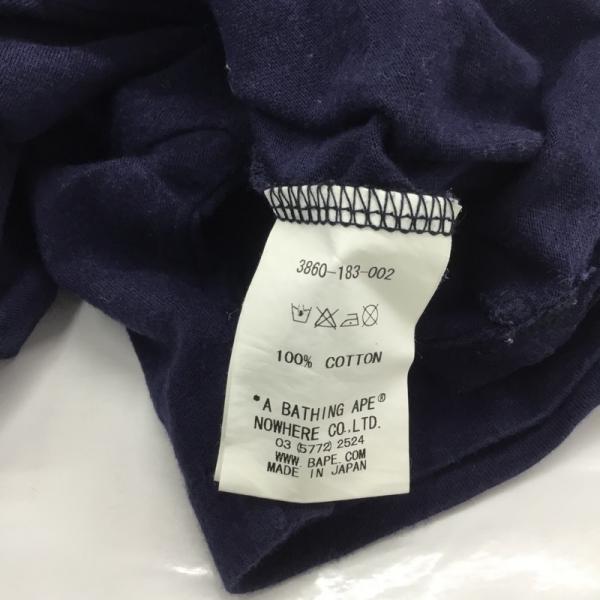 3860-183-002
100% COTTON
"A BATHING APE®
NOWHERE CO.,LTD.
03 (5772) 2524
WWW.BAPE.COM
MADE IN JAPAN